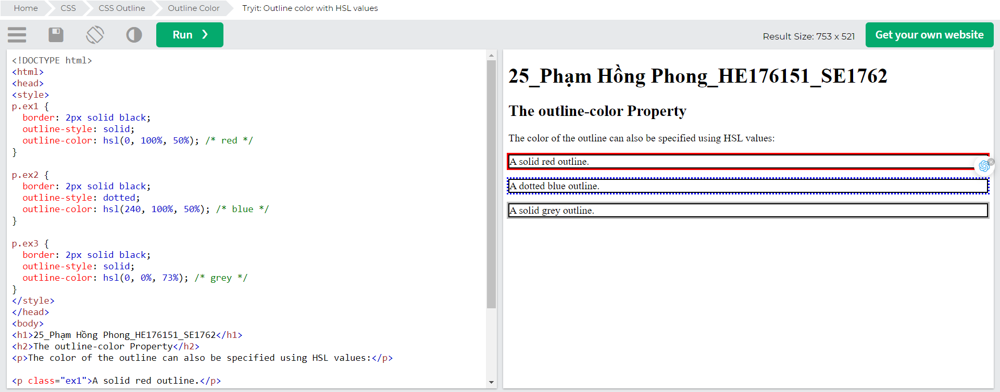 Home CSS CSS Outline Outline Color Tryit: Outline color with HSL values
Run ❯ Result Size: 753 x 521 Get your own website
<!DOCTYPE html>
<html>
<head>
<style>
p.ex1 {
  border: 2px solid black;
  outline-style: solid;
  outline-color: hsl(0, 100%, 50%); /* red */
}

p.ex2 {
  border: 2px solid black;
  outline-style: dotted;
  outline-color: hsl(240, 100%, 50%); /* blue */
}

p.ex3 {
  border: 2px solid black;
  outline-style: solid;
  outline-color: hsl(0, 0%, 73%); /* grey */
}
</style>
</head>
<body>
<h1>25_Phạm Hồng Phong_HE176151_SE1762</h1>
<h2>The outline-color Property</h2>
<p>The color of the outline can also be specified using HSL values:</p>

<p class="ex1">A solid red outline.</p>
25_Phạm Hồng Phong_HE176151_SE1762
The outline-color Property
The color of the outline can also be specified using HSL values:
A solid red outline.
A dotted blue outline.
A solid grey outline.